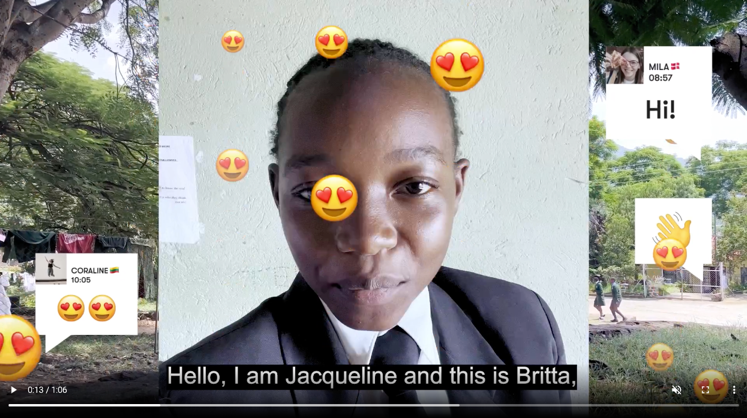 MILA
08:57
Hi!
CORALINE
10:05
Hello, I am Jacqueline and this is Britta,
0:13 / 1:06